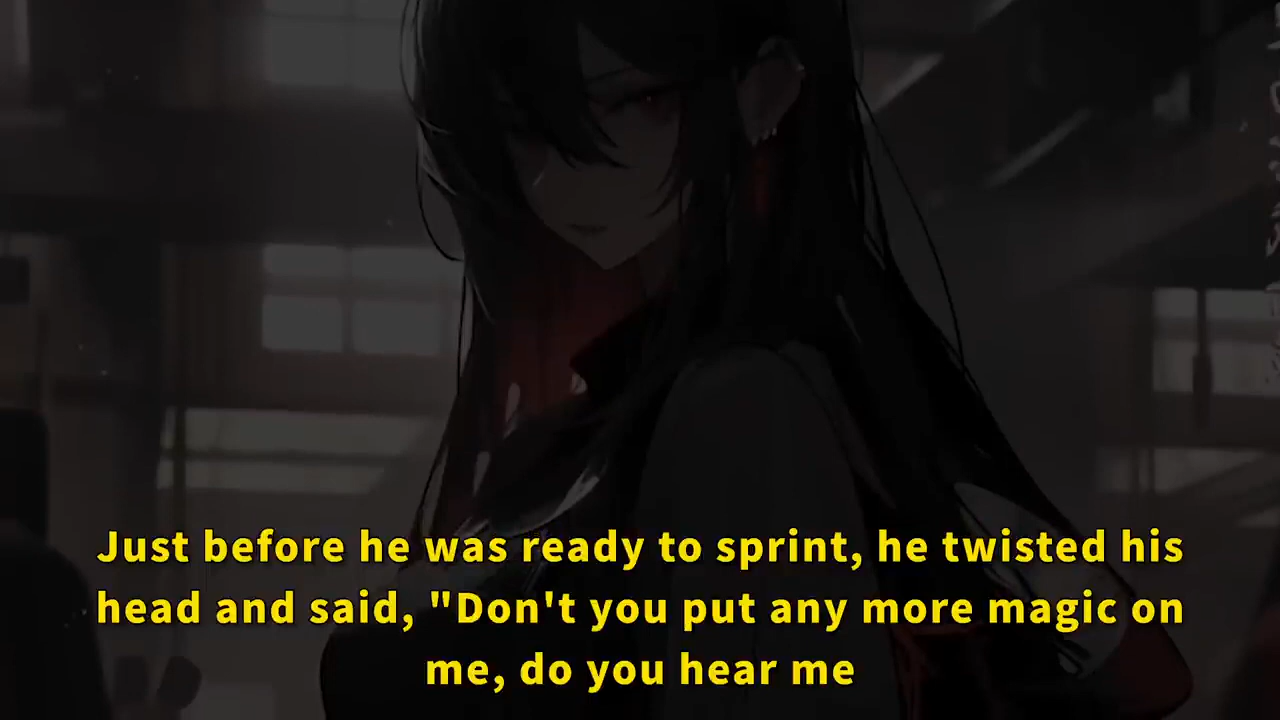 Just before he was ready to sprint, he twisted his
head and said, "Don't you put any more magic on
me, do you hear me